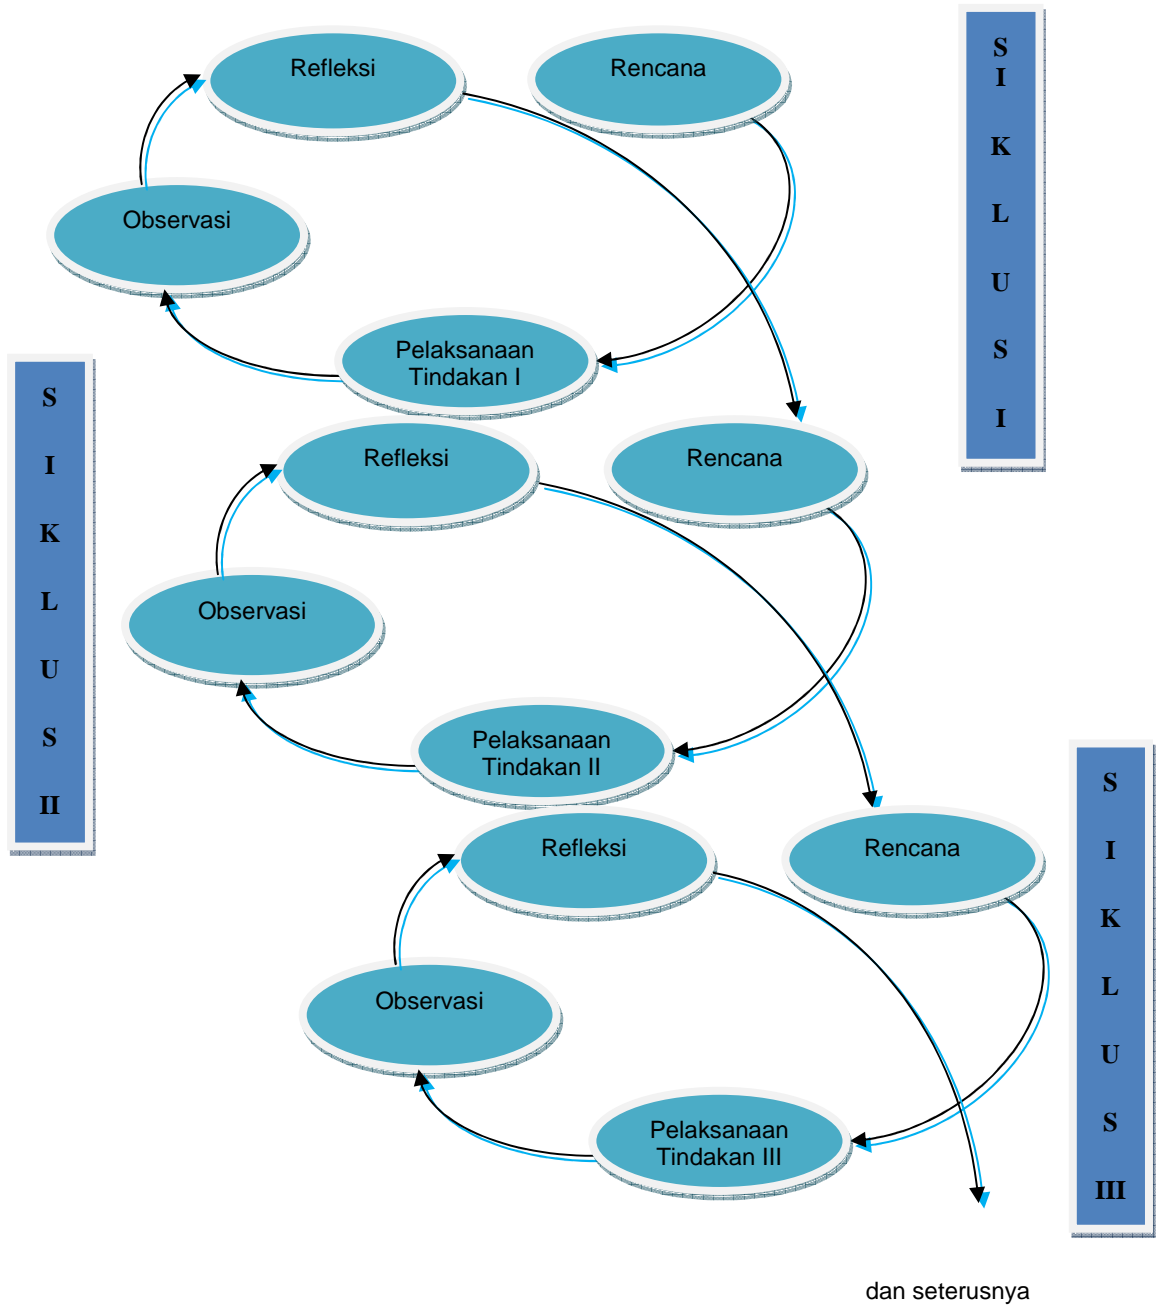 Refleksi
Rencana
Observasi
Pelaksanaan
Tindakan I
S
I
K
L
U
S
I
Refleksi
Rencana
Observasi
Pelaksanaan
Tindakan II
S
I
K
L
U
S
II
Refleksi
Rencana
Observasi
Pelaksanaan
Tindakan III
S
I
K
L
U
S
III
dan seterusnya